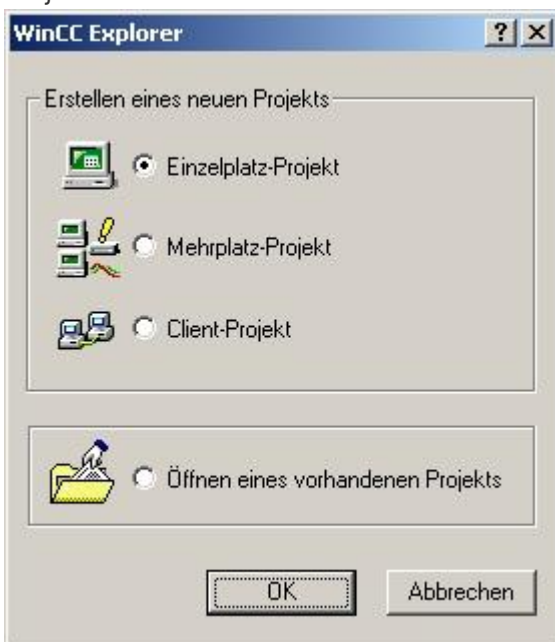 WinCC Explorer
Erstellen eines neuen Projekts
Einzelplatz-Projekt
Mehrplatz-Projekt
Client-Projekt
Öffnen eines vorhandenen Projekts
OK Abbrechen